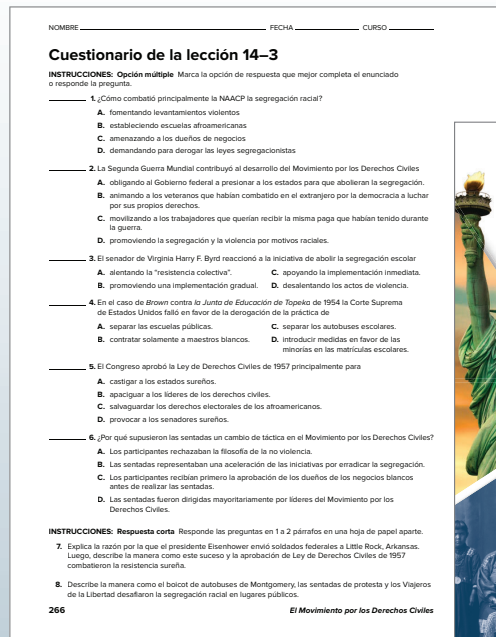 NOMBRE FECHA CURSO
Cuestionario de la lección 14–3
INSTRUCCIONES: Opción múltiple Marca la opción de respuesta que mejor completa el enunciado
o responde la pregunta.
1. ¿Cómo combatió principalmente la NAACP la segregación racial?
A. fomentando levantamientos violentos
B. estableciendo escuelas afroamericanas
C. amenazando a los dueños de negocios
D. demandando para derogar las leyes segregacionistas
2. La Segunda Guerra Mundial contribuyó al desarrollo del Movimiento por los Derechos Civiles
A. obligando al Gobierno federal a presionar a los estados para que abolieran la segregación.
B. animando a los veteranos que habían combatido en el extranjero por la democracia a luchar
por sus propios derechos.
C. movilizando a los trabajadores que querían recibir la misma paga que habían tenido durante
la guerra.
D. promoviendo la segregación y la violencia por motivos raciales.
3. El senador de Virginia Harry F. Byrd reaccionó a la iniciativa de abolir la segregación escolar
A. alentando la "resistencia colectiva". C. apoyando la implementación inmediata.
B. promoviendo una implementación gradual. D. desalentando los actos de violencia.
4. En el caso de Brown contra la Junta de Educación de Topeka de 1954 la Corte Suprema
de Estados Unidos falló en favor de la derogación de la práctica de
A. separar las escuelas públicas. C. separar los autobuses escolares.
B. contratar solamente a maestros blancos. D. introducir medidas en favor de las
minorías en las matrículas escolares.
5. El Congreso aprobó la Ley de Derechos Civiles de 1957 principalmente para
A. castigar a los estados sureños.
B. apaciguar a los líderes de los derechos civiles.
C. salvaguardar los derechos electorales de los afroamericanos.
D. provocar a los senadores sureños.
6. ¿Por qué supusieron las sentadas un cambio de táctica en el Movimiento por los Derechos Civiles?
A. Los participantes rechazaban la filosofía de la no violencia.
B. Las sentadas representaban una aceleración de las iniciativas por erradicar la segregación.
C. Los participantes recibían primero la aprobación de los dueños de los negocios blancos
antes de realizar las sentadas.
D. Las sentadas fueron dirigidas mayoritariamente por líderes del Movimiento por los
Derechos Civiles.
INSTRUCCIONES: Respuesta corta Responde las preguntas en 1 a 2 párrafos en una hoja de papel aparte.
7. Explica la razón por la que el presidente Eisenhower envió soldados federales a Little Rock, Arkansas.
Luego, describe la manera como este suceso y la aprobación de Ley de Derechos Civiles de 1957
combatieron la resistencia sureña.
8. Describe la manera como el boicot de autobuses de Montgomery, las sentadas de protesta y los Viajeros
de la Libertad desafiaron la segregación racial en lugares públicos.
266 El Movimiento por los Derechos Civiles